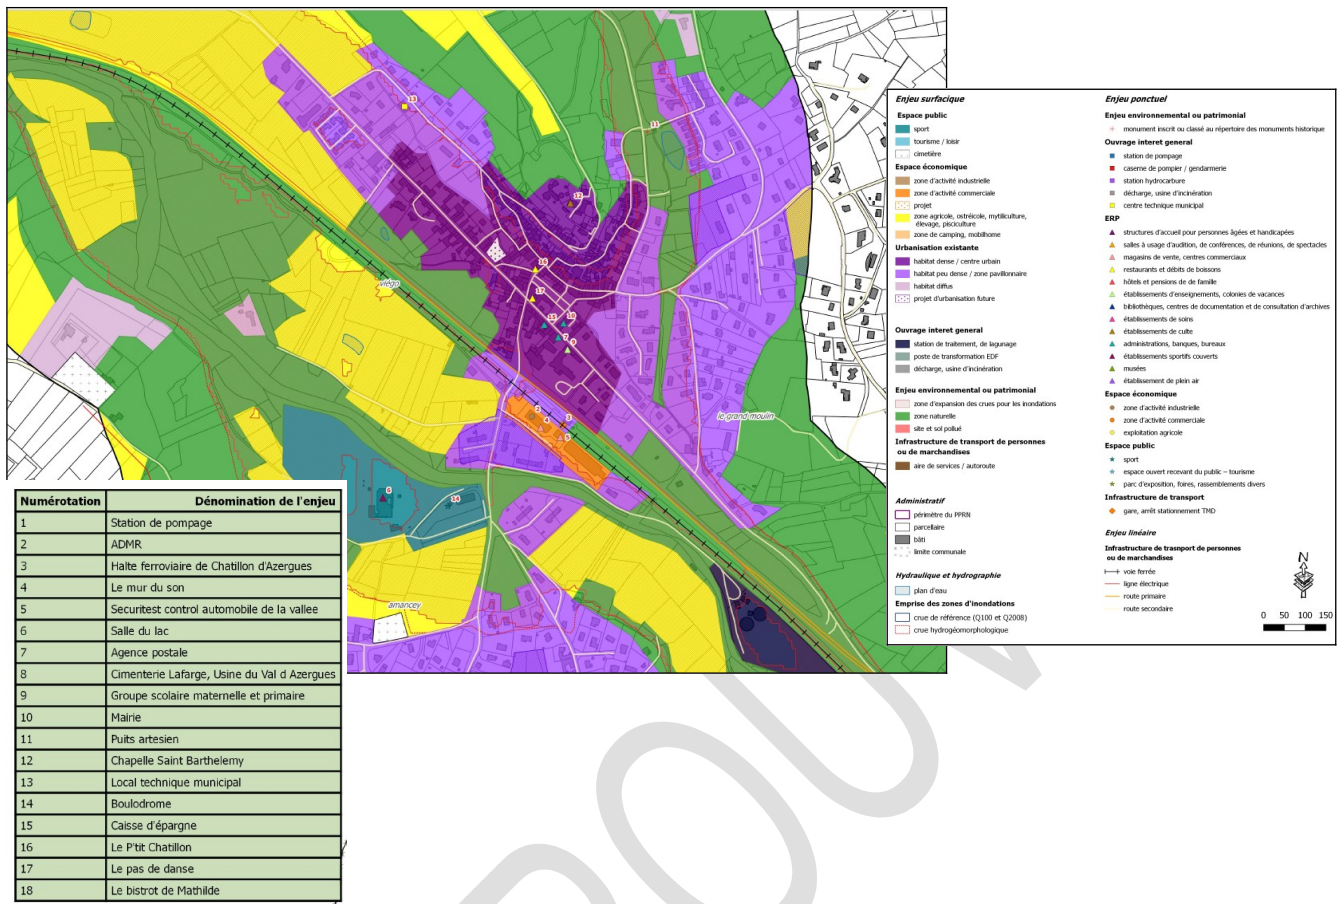 13
11
12
viégo
16
17
15
10
7
9
le grand moulin
2
3
4
5
6
14
amancey
Enjeu surfacique
Espace public
sport
tourisme / loisir
cimetière
Espace économique
zone d'activité industrielle
zone d'activité commerciale
projet
zone agricole, ostréicole, mytiliculture,
élevage, pisciculture
zone de camping, mobilhome
Urbanisation existante
habitat dense / centre urbain
habitat peu dense / zone pavillonnaire
habitat diffus
projet d'urbanisation future
Ouvrage interet general
station de traitement, de lagunage
poste de transformation EDF
décharge, usine d'incinération
Enjeu environnemental ou patrimonial
zone d'expansion des crues pour les inondations
zone naturelle
site et sol pollué
Infrastructure de transport de personnes
ou de marchandises
aire de services / autoroute
Administratif
périmètre du PPRN
parcellaire
bâti
limite communale
Hydraulique et hydrographie
plan d'eau
Emprise des zones d'inondations
crue de référence (Q100 et Q2008)
crue hydrogéomorphologique
Enjeu ponctuel
Enjeu environnemental ou patrimonial
monument inscrit ou classé au répertoire des monuments historique
Ouvrage interet general
station de pompage
caserne de pompier / gendarmerie
station hydrocarbure
décharge, usine d'incinération
centre technique municipal
ERP
structures d'accueil pour personnes âgées et handicapées
salles à usage d'audition, de conférences, de réunions, de spectacles
magasins de vente, centres commerciaux
restaurants et débits de boissons
hôtels et pensions de de famille
établissements d'enseignements, colonies de vacances
bibliothèques, centres de documentation et de consultation d'archives
établissements de soins
établissements de culte
administrations, banques, bureaux
établissements sportifs couverts
musées
établissement de plein air
Espace économique
zone d'activité industrielle
zone d'activité commerciale
exploitation agricole
Espace public
sport
espace ouvert recevant du public – tourisme
parc d'exposition, foires, rassemblements divers
Infrastructure de transport
gare, arrêt stationnement TMD
Enjeu linéaire
Infrastructure de trasnport de personnes
ou de marchandises
voie ferrée
ligne électrique
route primaire
route secondaire
N
0 50 100 150
Numérotation Dénomination de l'enjeu
1 Station de pompage
2 ADMR
3 Halte ferroviaire de Chatillon d'Azergues
4 Le mur du son
5 Securitest control automobile de la vallee
6 Salle du lac
7 Agence postale
8 Cimenterie Lafarge, Usine du Val d Azergues
9 Groupe scolaire maternelle et primaire
10 Mairie
11 Puits artesien
12 Chapelle Saint Barthelemy
13 Local technique municipal
14 Boulodrome
15 Caisse d'épargne
16 Le P'tit Chatillon
17 Le pas de danse
18 Le bistrot de Mathilde